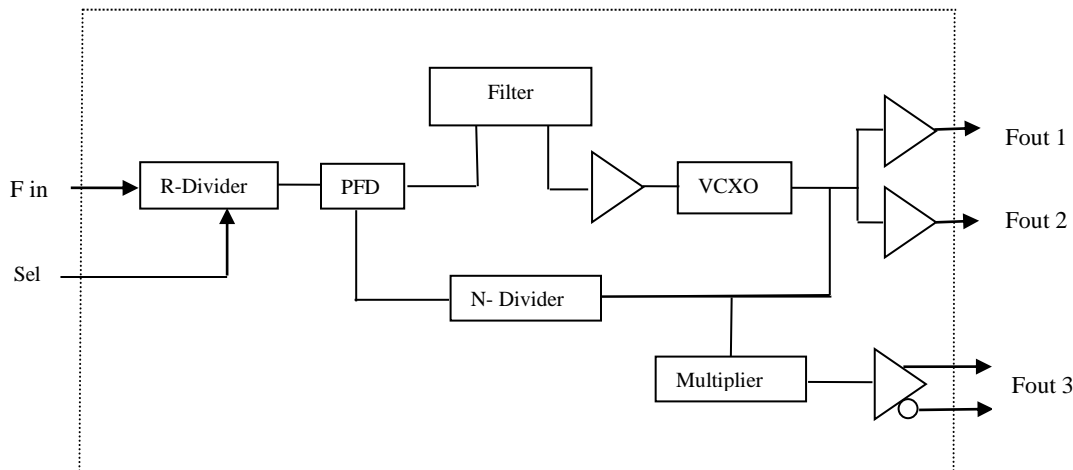 Filter
Fout 1
F in
R-Divider
PFD
VCXO
Fout 2
Sel
N- Divider
Multiplier
Fout 3